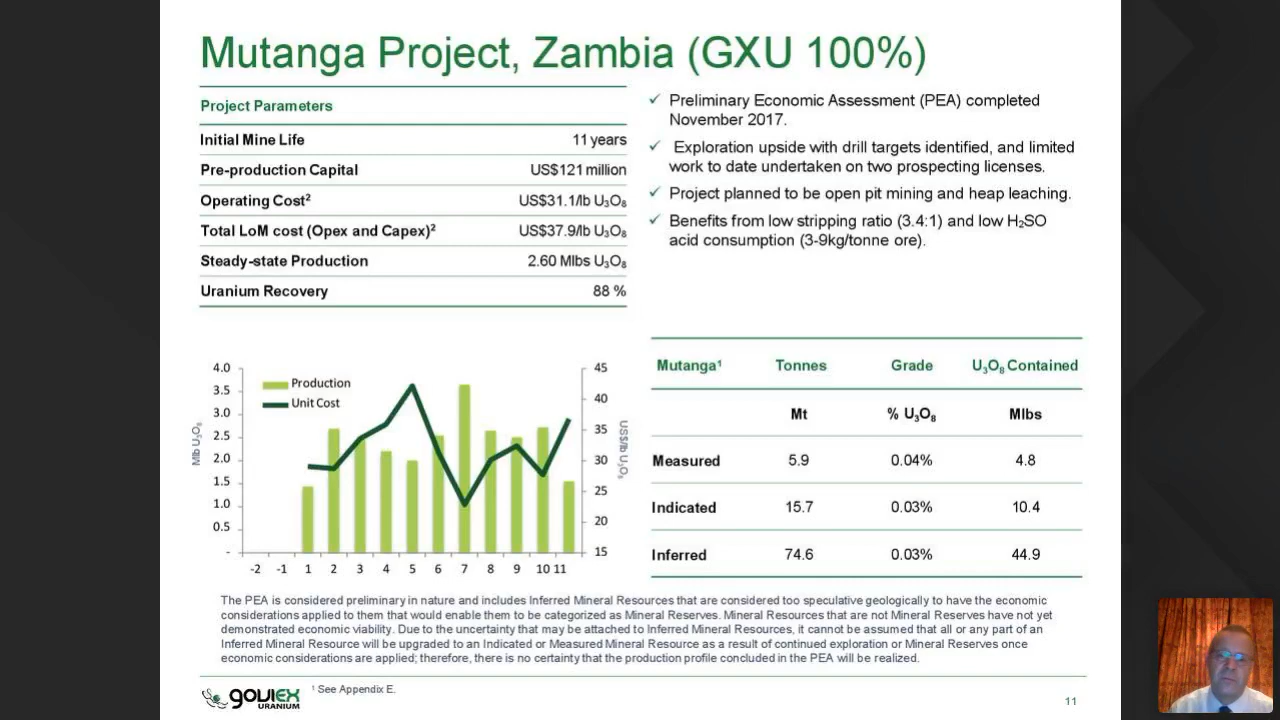 Mutanga Project, Zambia (GXU 100%)
Project Parameters
Initial Mine Life 11 years
Pre-production Capital US$121 million
Operating Cost² US$31.1/lb U₃O₈
Total LoM cost (Opex and Capex)² US$37.9/lb U₃O₈
Steady-state Production 2.60 Mlbs U₃O₈
Uranium Recovery 88 %
✓ Preliminary Economic Assessment (PEA) completed
November 2017.
✓ Exploration upside with drill targets identified, and limited
work to date undertaken on two prospecting licenses.
✓ Project planned to be open pit mining and heap leaching.
✓ Benefits from low stripping ratio (3.4:1) and low H₂SO
acid consumption (3-9kg/tonne ore).
Production
Unit Cost
Mlb U₃O₈
4.0
3.5
3.0
2.5
2.0
1.5
1.0
0.5
-
45
40
35
30
25
20
15
US$/lb U₃O₈
-2 -1 1 2 3 4 5 6 7 8 9 10 11
Mutanga¹ Tonnes Grade U₃O₈ Contained
Mt % U₃O₈ Mlbs
Measured 5.9 0.04% 4.8
Indicated 15.7 0.03% 10.4
Inferred 74.6 0.03% 44.9
The PEA is considered preliminary in nature and includes Inferred Mineral Resources that are considered too speculative geologically to have the economic
considerations applied to them that would enable them to be categorized as Mineral Reserves. Mineral Resources that are not Mineral Reserves have not yet
demonstrated economic viability. Due to the uncertainty that may be attached to Inferred Mineral Resources, it cannot be assumed that all or any part of an
Inferred Mineral Resource will be upgraded to an Indicated or Measured Mineral Resource as a result of continued exploration or Mineral Reserves once
economic considerations are applied; therefore, there is no certainty that the production profile concluded in the PEA will be realized.
GOVIEX
URANIUM
¹ See Appendix E.
11